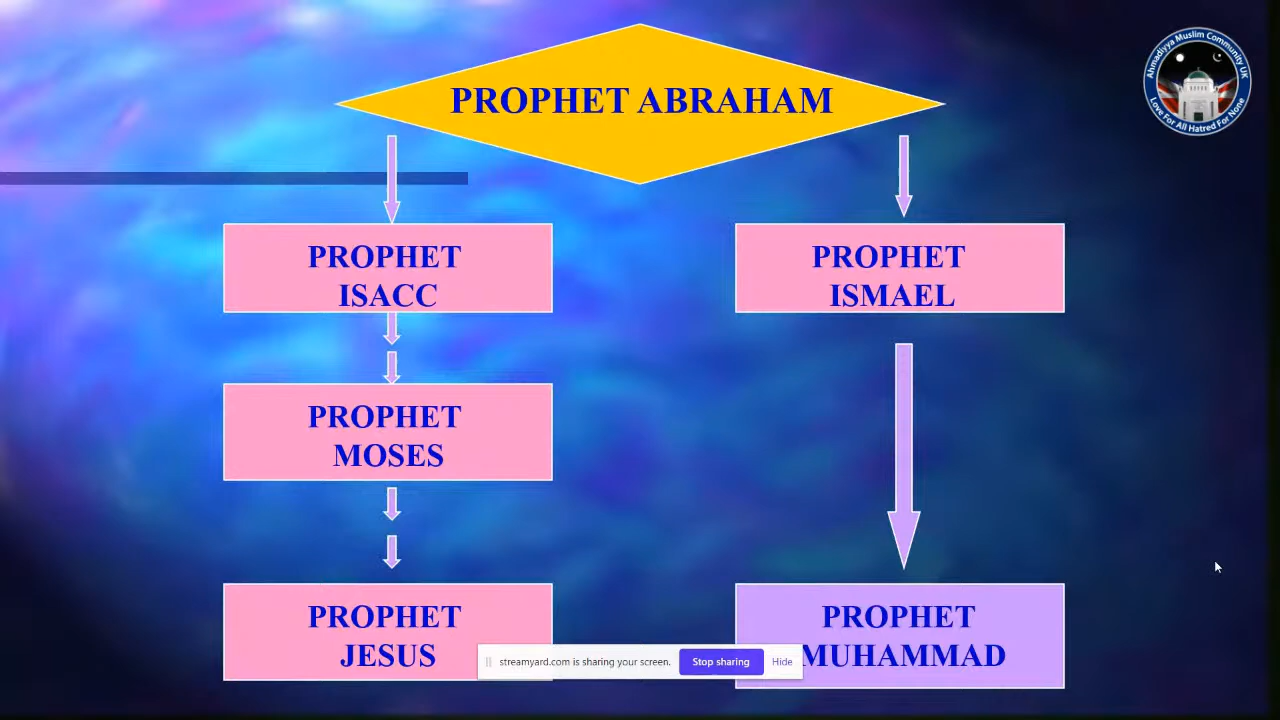 PROPHET ABRAHAM
Ahmadiyya Muslim Community UK
Love For All Hatred For None
PROPHET
ISACC
PROPHET
ISMAEL
PROPHET
MOSES
PROPHET
JESUS
PROPHET
MUHAMMAD
streamyard.com is sharing your screen.
Stop sharing
Hide